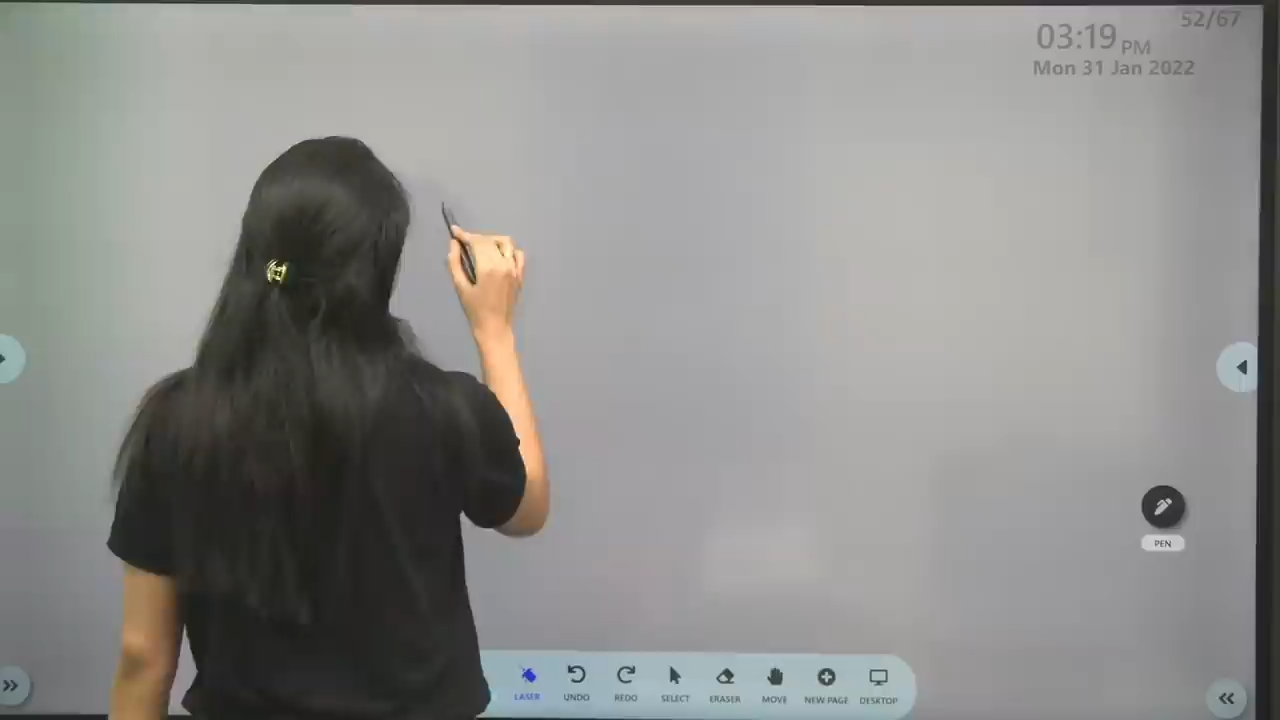 52/67
03:19 PM
Mon 31 Jan 2022
PEN
LASER UNDO REDO SELECT ERASER MOVE NEW PAGE DESKTOP